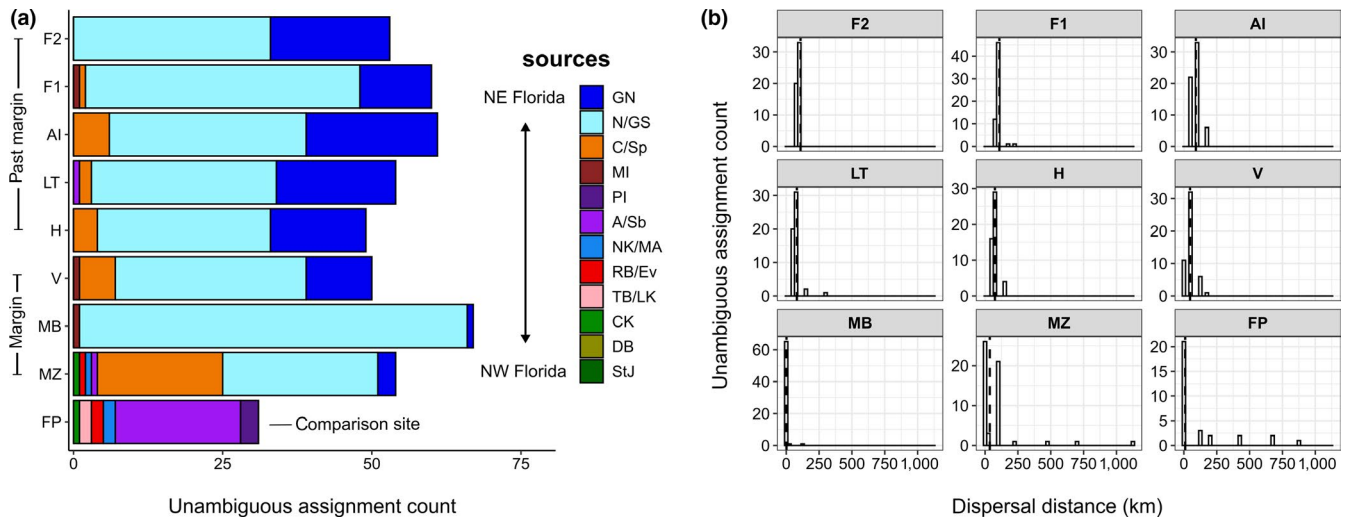 (a)
F2
F1
AI
LT
H
V
MB
MZ
FP
Past margin
Margin
Comparison site
0
25
50
75
Unambiguous assignment count
sources
NE Florida
NW Florida
GN
N/GS
C/Sp
MI
PI
A/Sb
NK/MA
RB/Ev
TB/LK
CK
DB
StJ
(b)
Unambiguous assignment count
F2
F1
AI
30
20
10
0
40
30
20
10
0
30
20
10
0
LT
H
V
30
20
10
0
30
20
10
0
30
20
10
0
MB
MZ
FP
60
40
20
0
20
10
0
20
15
10
5
0
0 250 500 750 1,000
0 250 500 750 1,000
0 250 500 750 1,000
Dispersal distance (km)